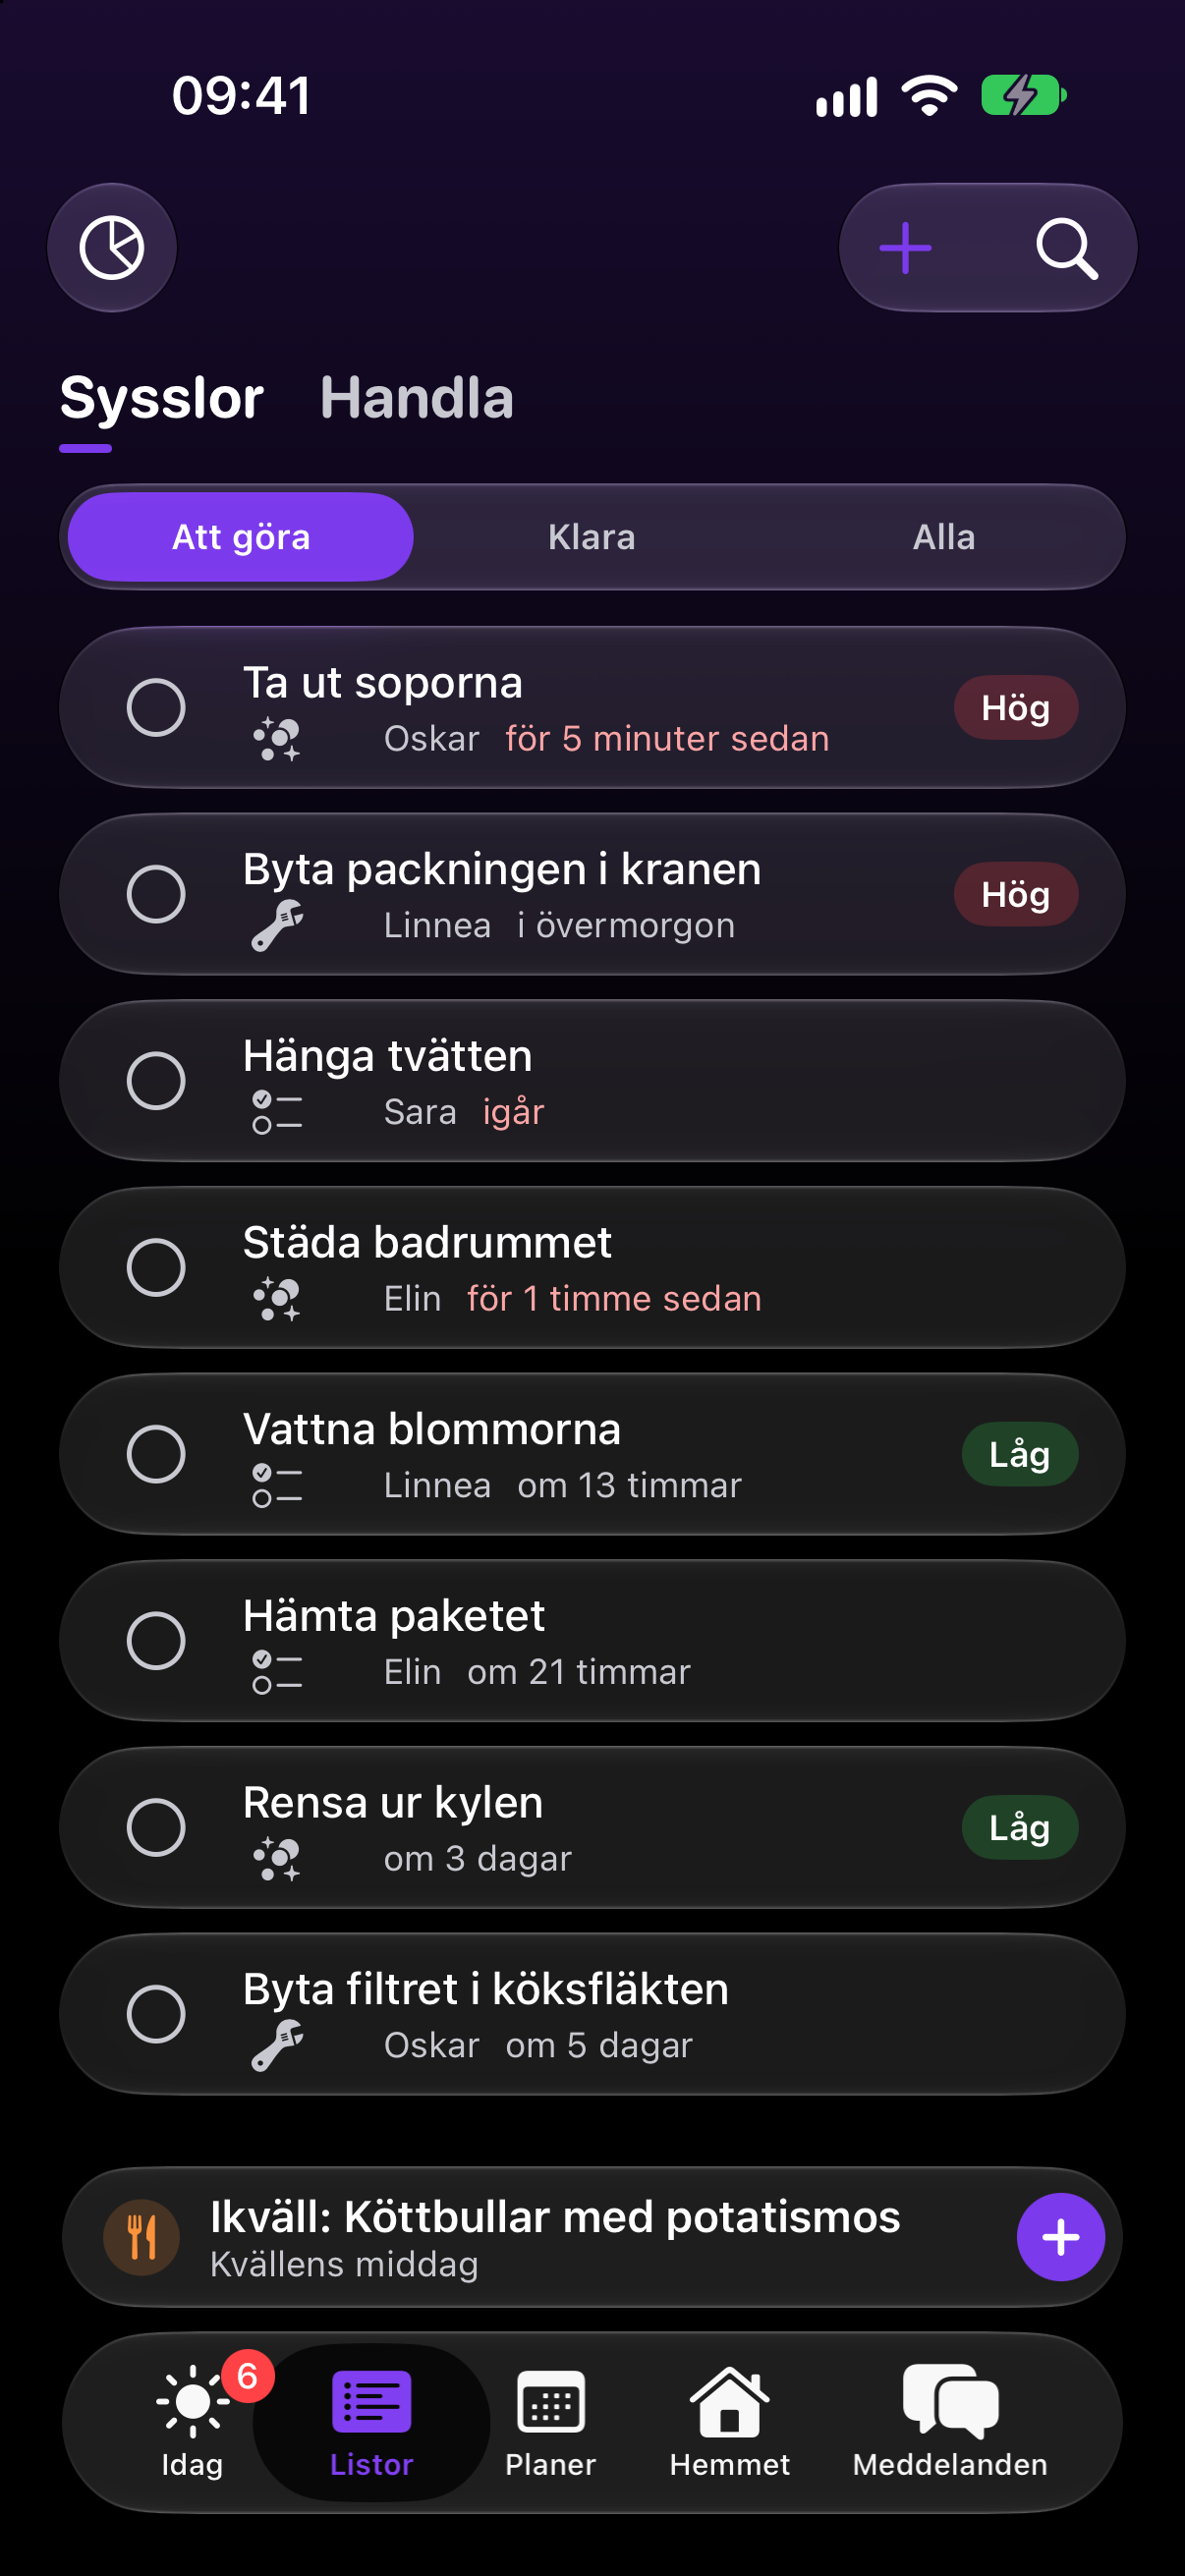 09:41
Sysslor Handla
Att göra Klara Alla
Ta ut soporna
Oskar för 5 minuter sedan
Hög
Byta packningen i kranen
Linnea i övermorgon
Hög
Hänga tvätten
Sara igår
Städa badrummet
Elin för 1 timme sedan
Vattna blommorna
Linnea om 13 timmar
Låg
Hämta paketet
Elin om 21 timmar
Rensa ur kylen
om 3 dagar
Låg
Byta filtret i köksfläkten
Oskar om 5 dagar
Ikväll: Köttbullar med potatismos
Kvällens middag
6
Idag Listor Planer Hemmet Meddelanden